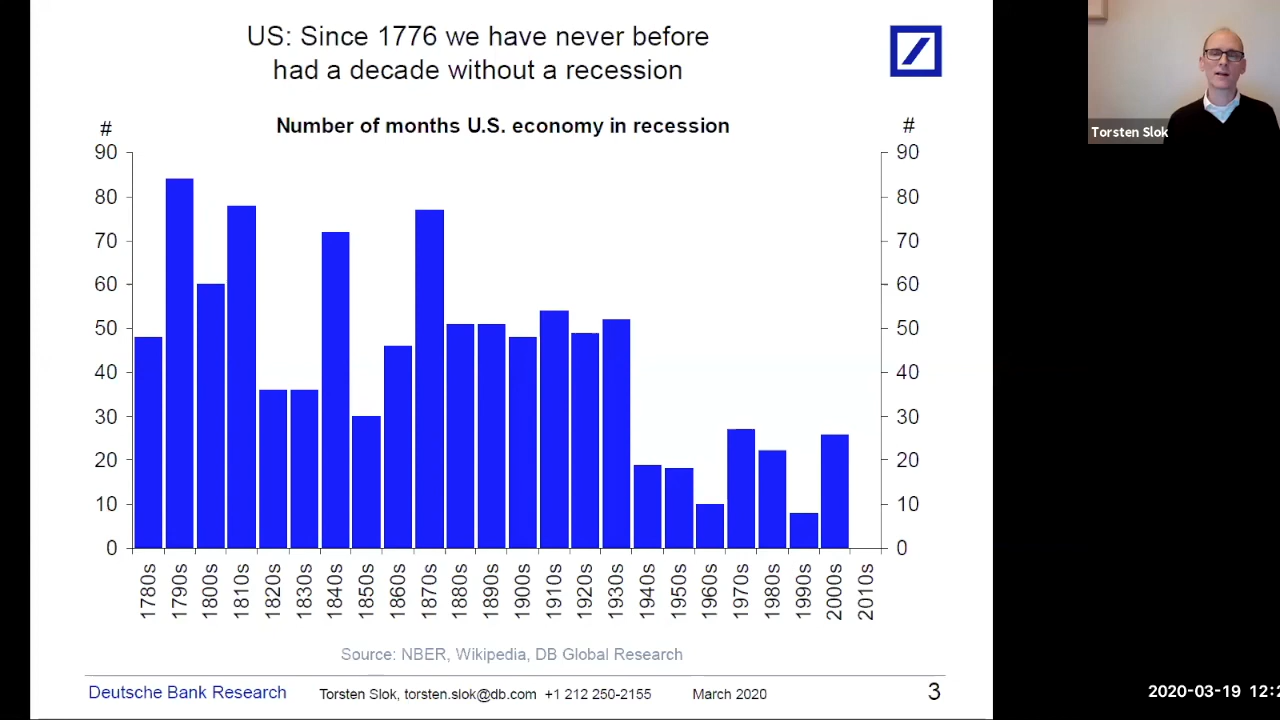 US: Since 1776 we have never before
had a decade without a recession
Number of months U.S. economy in recession
# #
90 90
80 80
70 70
60 60
50 50
40 40
30 30
20 20
10 10
0 0
1780s 1790s 1800s 1810s 1820s 1830s 1840s 1850s 1860s 1870s 1880s 1890s 1900s 1910s 1920s 1930s 1940s 1950s 1960s 1970s 1980s 1990s 2000s 2010s
Source: NBER, Wikipedia, DB Global Research
Deutsche Bank Research Torsten Slok, torsten.slok@db.com +1 212 250-2155 March 2020 3
Torsten Slok
2020-03-19 12:2